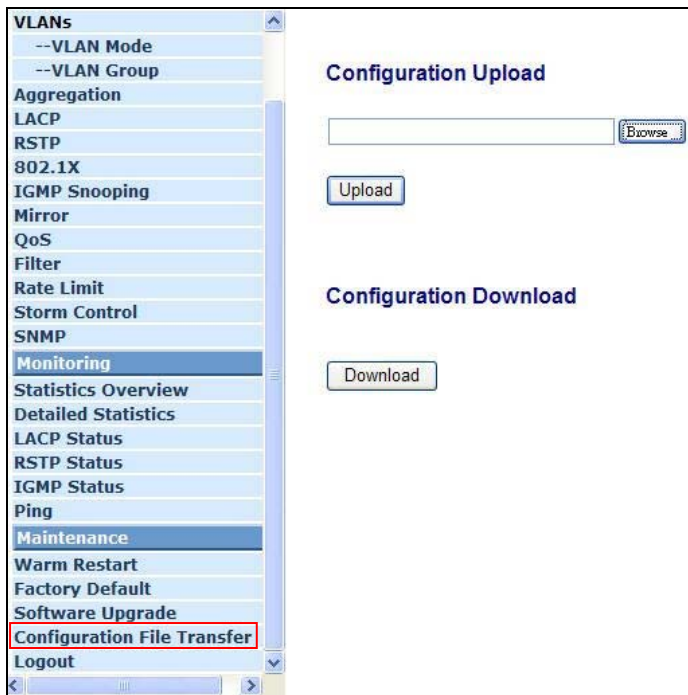 VLANs
--VLAN Mode
--VLAN Group
Aggregation
LACP
RSTP
802.1X
IGMP Snooping
Mirror
QoS
Filter
Rate Limit
Storm Control
SNMP
Monitoring
Statistics Overview
Detailed Statistics
LACP Status
RSTP Status
IGMP Status
Ping
Maintenance
Warm Restart
Factory Default
Software Upgrade
Configuration File Transfer
Logout
Configuration Upload
Browse...
Upload
Configuration Download
Download